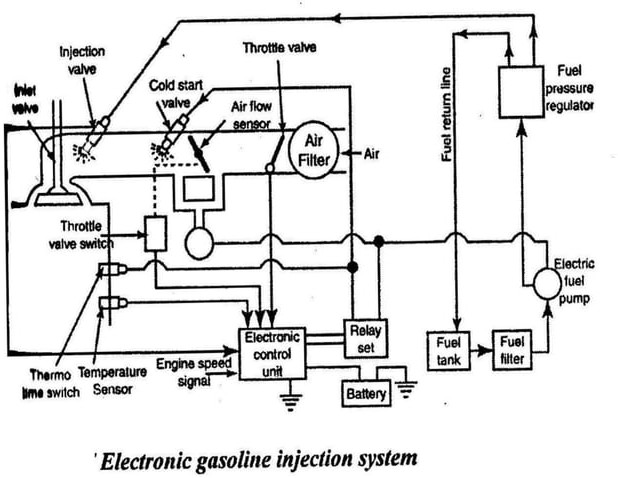 Injection
valve
Throttle valve
Inlet
valve
Cold start
valve
Air flow
sensor
Air
Filter
Air
Fuel return line
Fuel
pressure
regulator
Throttle
valve switch
Electric
fuel
pump
Thermo
time switch
Temperature
Sensor
Engine speed
signal
Electronic
control
unit
Relay
set
Battery
Fuel
tank
Fuel
filter
Electronic gasoline injection system